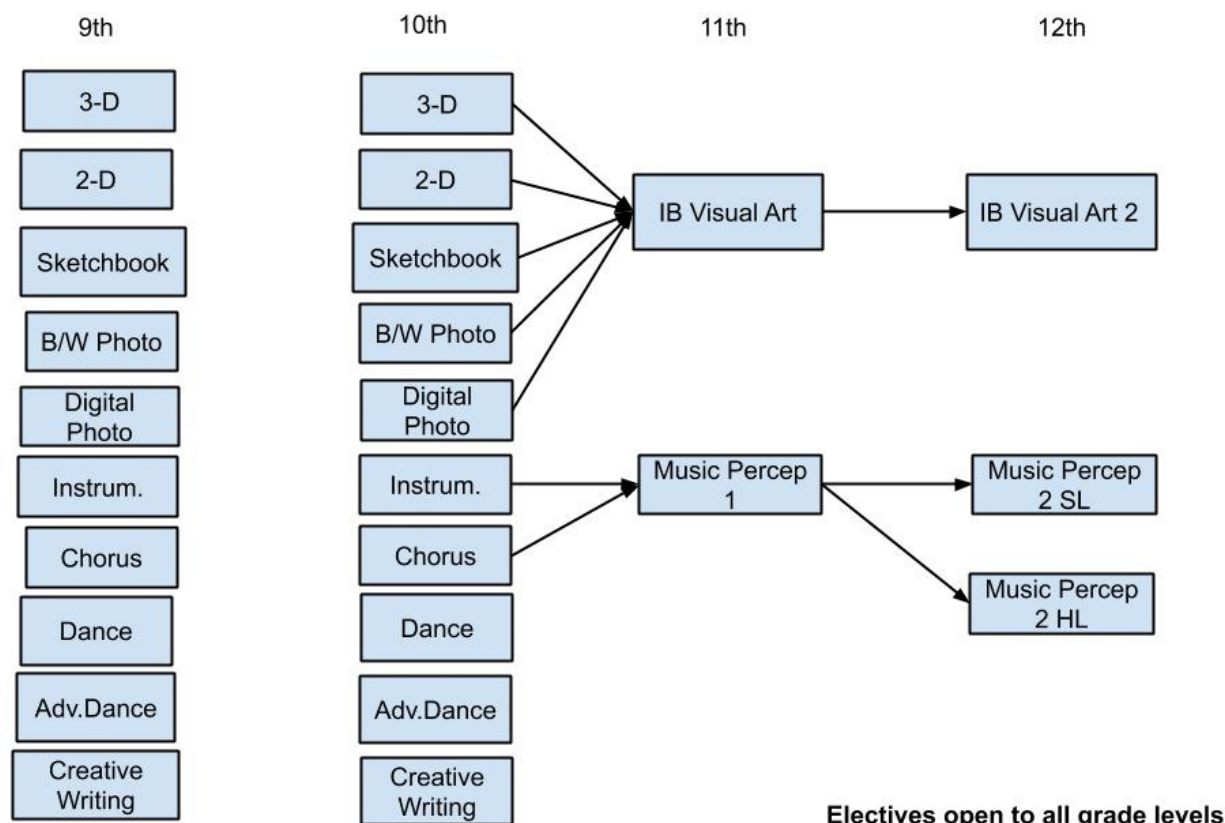 9th
10th
11th
12th
3-D
2-D
Sketchbook
B/W Photo
Digital
Photo
Instrum.
Chorus
Dance
Adv.Dance
Creative
Writing
3-D
2-D
Sketchbook
B/W Photo
Digital
Photo
Instrum.
Chorus
Dance
Adv.Dance
Creative
Writing
IB Visual Art
Music Percep
1
IB Visual Art 2
Music Percep
2 SL
Music Percep
2 HL
Electives open to all grade levels